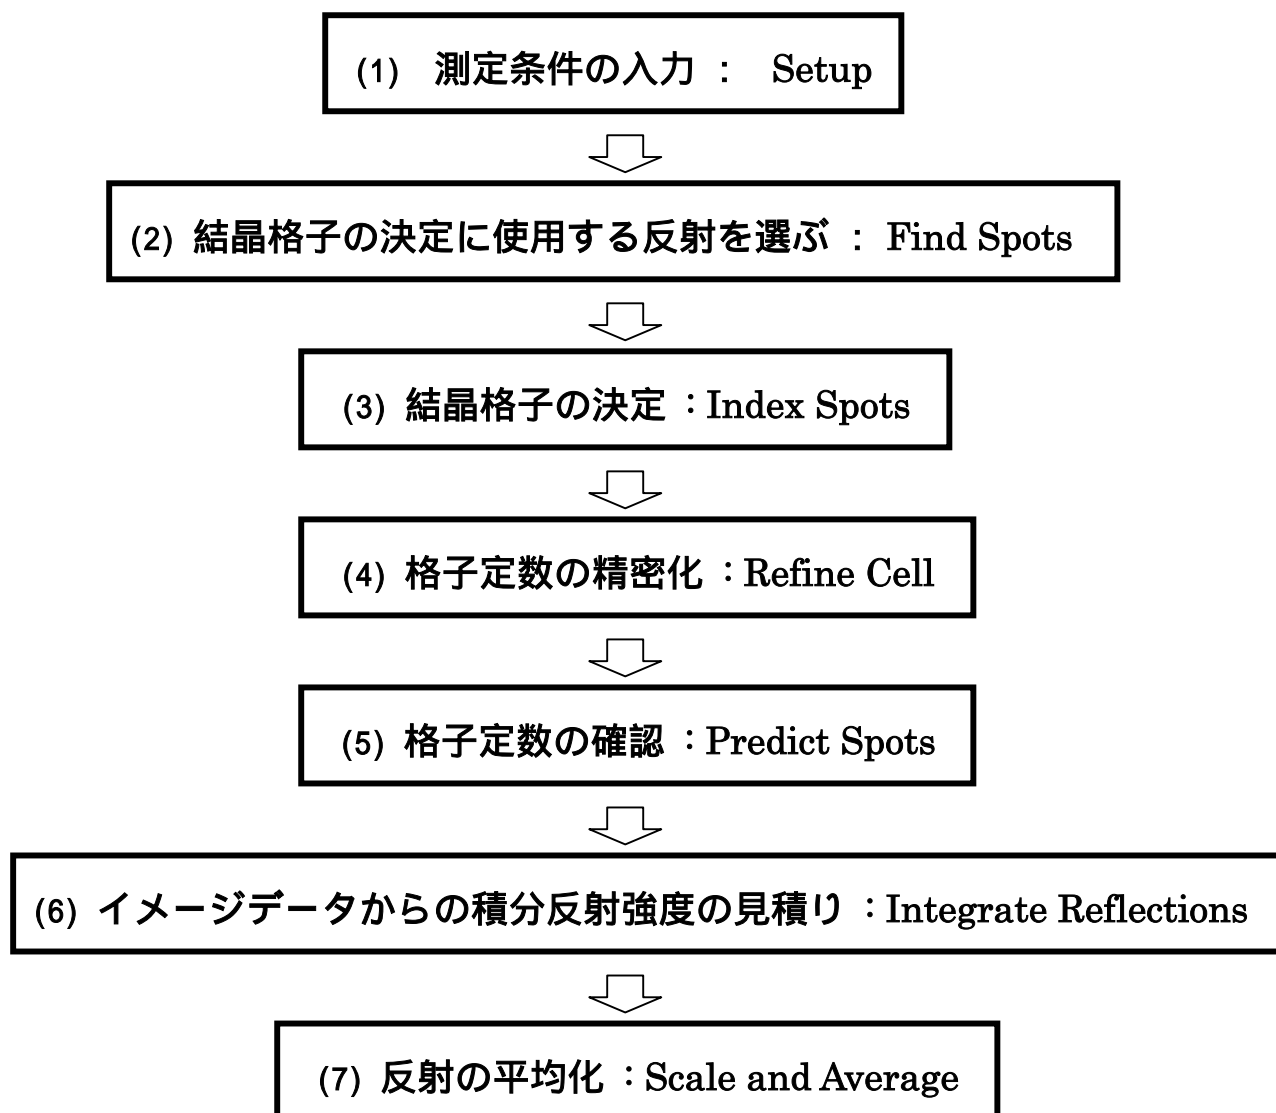 (1) 測定条件の入力 : Setup
(2) 結晶格子の決定に使用する反射を選ぶ : Find Spots
(3) 結晶格子の決定 : Index Spots
(4) 格子定数の精密化 : Refine Cell
(5) 格子定数の確認 : Predict Spots
(6) イメージデータからの積分反射強度の見積り : Integrate Reflections
(7) 反射の平均化 : Scale and Average